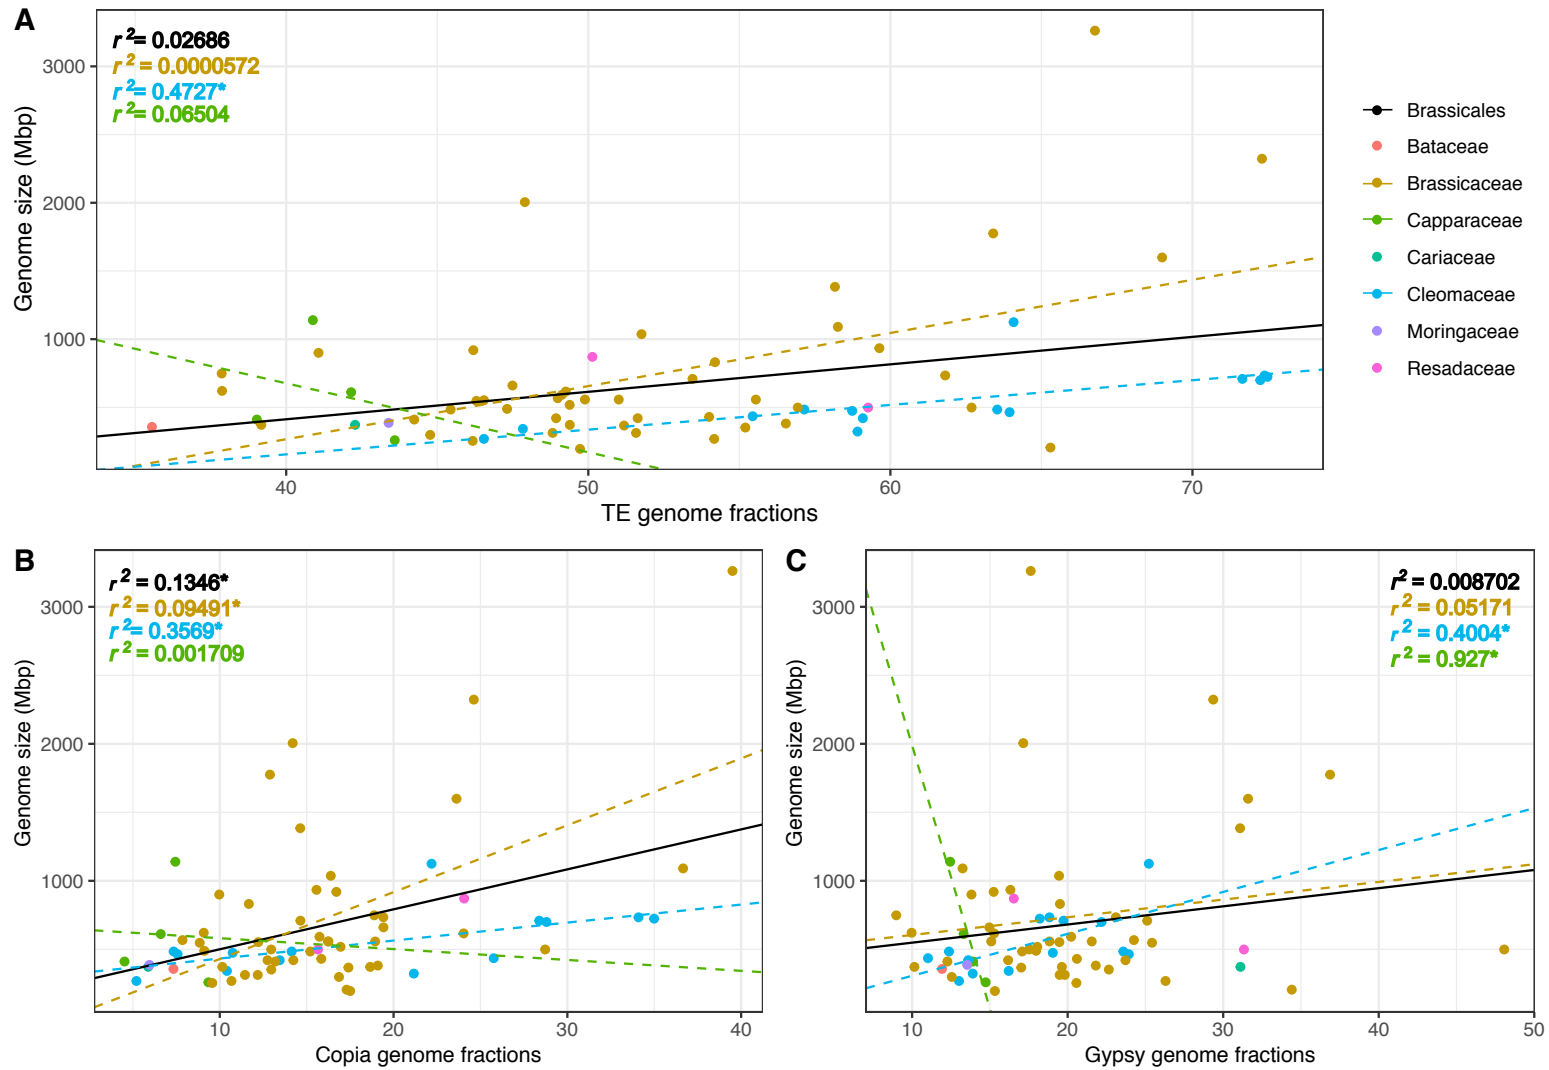 A
r² = 0.02686
r² = 0.0000572
r² = 0.4727*
r² = 0.06504
Genome size (Mbp)
3000
2000
1000
40
50
60
70
TE genome fractions
Brassicales
Bataceae
Brassicaceae
Capparaceae
Cariaceae
Cleomaceae
Moringaceae
Resadaceae
B
r² = 0.1346*
r² = 0.09491*
r² = 0.3569*
r² = 0.001709
Genome size (Mbp)
3000
2000
1000
10
20
30
40
Copia genome fractions
C
r² = 0.008702
r² = 0.05171
r² = 0.4004*
r² = 0.927*
Genome size (Mbp)
3000
2000
1000
10
20
30
40
50
Gypsy genome fractions